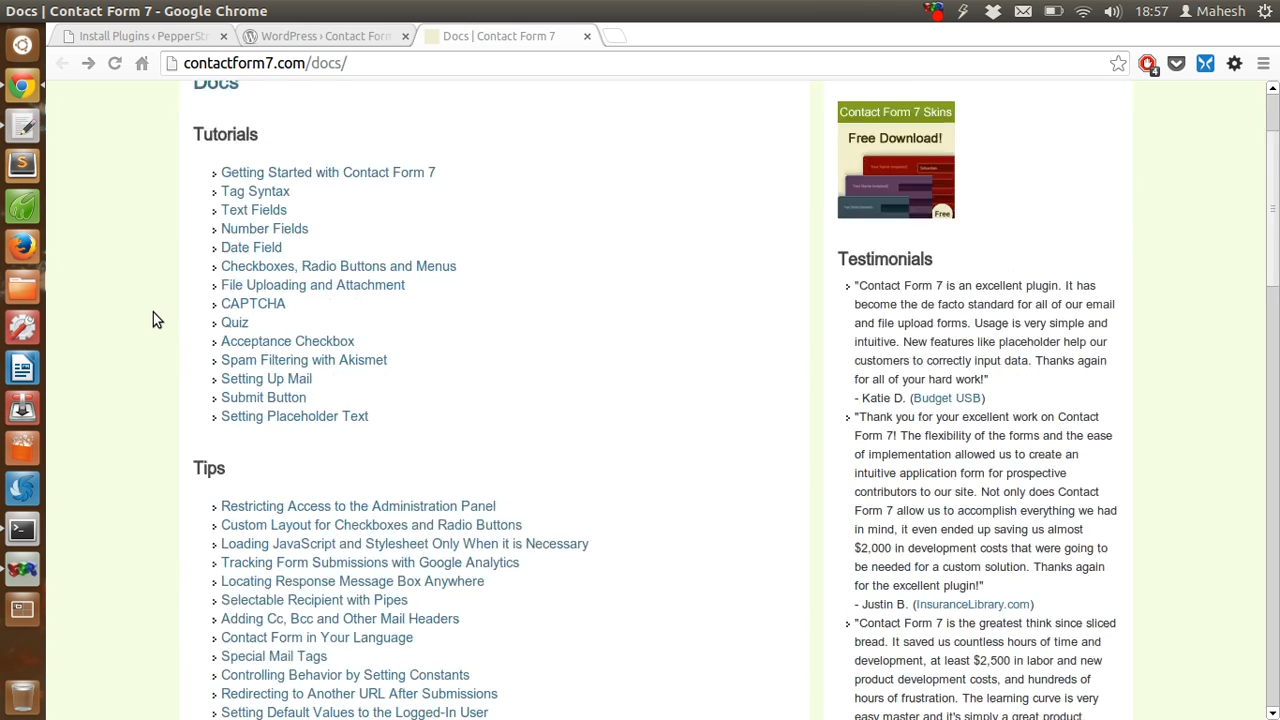 Docs | Contact Form 7 - Google Chrome
18:57
Mahesh
Install Plugins ‹ PepperSt
WordPress › Contact Form
Docs | Contact Form 7
contactform7.com/docs/
4
Docs
Tutorials
Getting Started with Contact Form 7
Tag Syntax
Text Fields
Number Fields
Date Field
Checkboxes, Radio Buttons and Menus
File Uploading and Attachment
CAPTCHA
Quiz
Acceptance Checkbox
Spam Filtering with Akismet
Setting Up Mail
Submit Button
Setting Placeholder Text
Tips
Restricting Access to the Administration Panel
Custom Layout for Checkboxes and Radio Buttons
Loading JavaScript and Stylesheet Only When it is Necessary
Tracking Form Submissions with Google Analytics
Locating Response Message Box Anywhere
Selectable Recipient with Pipes
Adding Cc, Bcc and Other Mail Headers
Contact Form in Your Language
Special Mail Tags
Controlling Behavior by Setting Constants
Redirecting to Another URL After Submissions
Setting Default Values to the Logged-In User
Contact Form 7 Skins
Free Download!
Free
Testimonials
"Contact Form 7 is an excellent plugin. It has
become the de facto standard for all of our email
and file upload forms. Usage is very simple and
intuitive. New features like placeholder help our
customers to correctly input data. Thanks again
for all of your hard work!"
- Katie D. (Budget USB)
"Thank you for your excellent work on Contact
Form 7! The flexibility of the forms and the ease
of implementation allowed us to create an
intuitive application form for prospective
contributors to our site. Not only does Contact
Form 7 allow us to accomplish everything we had
in mind, it even ended up saving us almost
$2,000 in development costs that were going to
be needed for a custom solution. Thanks again
for the excellent plugin!"
- Justin B. (InsuranceLibrary.com)
"Contact Form 7 is the greatest think since sliced
bread. It saved us countless hours of time and
development, at least $2,500 in labor and new
product development costs, and hundreds of
hours of frustration. The learning curve is very
easy master and it's simply a great product.